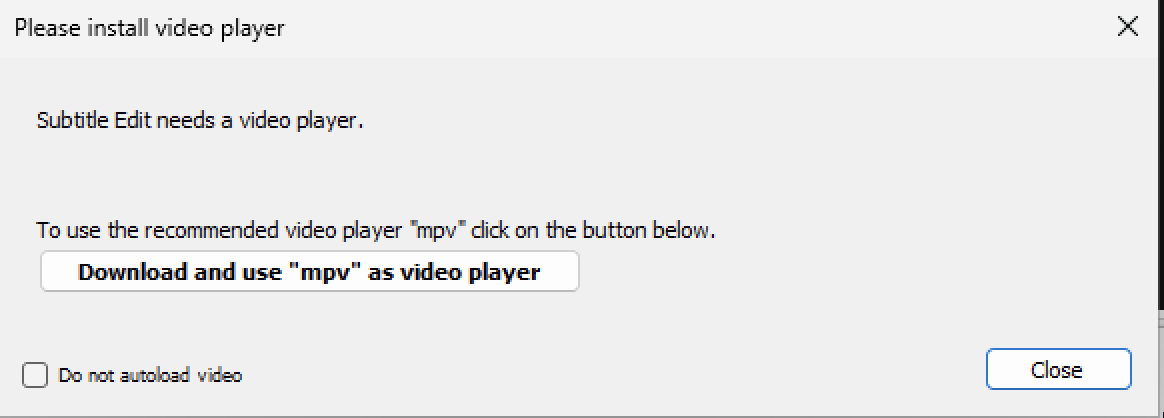 Please install video player
Subtitle Edit needs a video player.
To use the recommended video player "mpv" click on the button below.
Download and use "mpv" as video player
Do not autoload video
Close